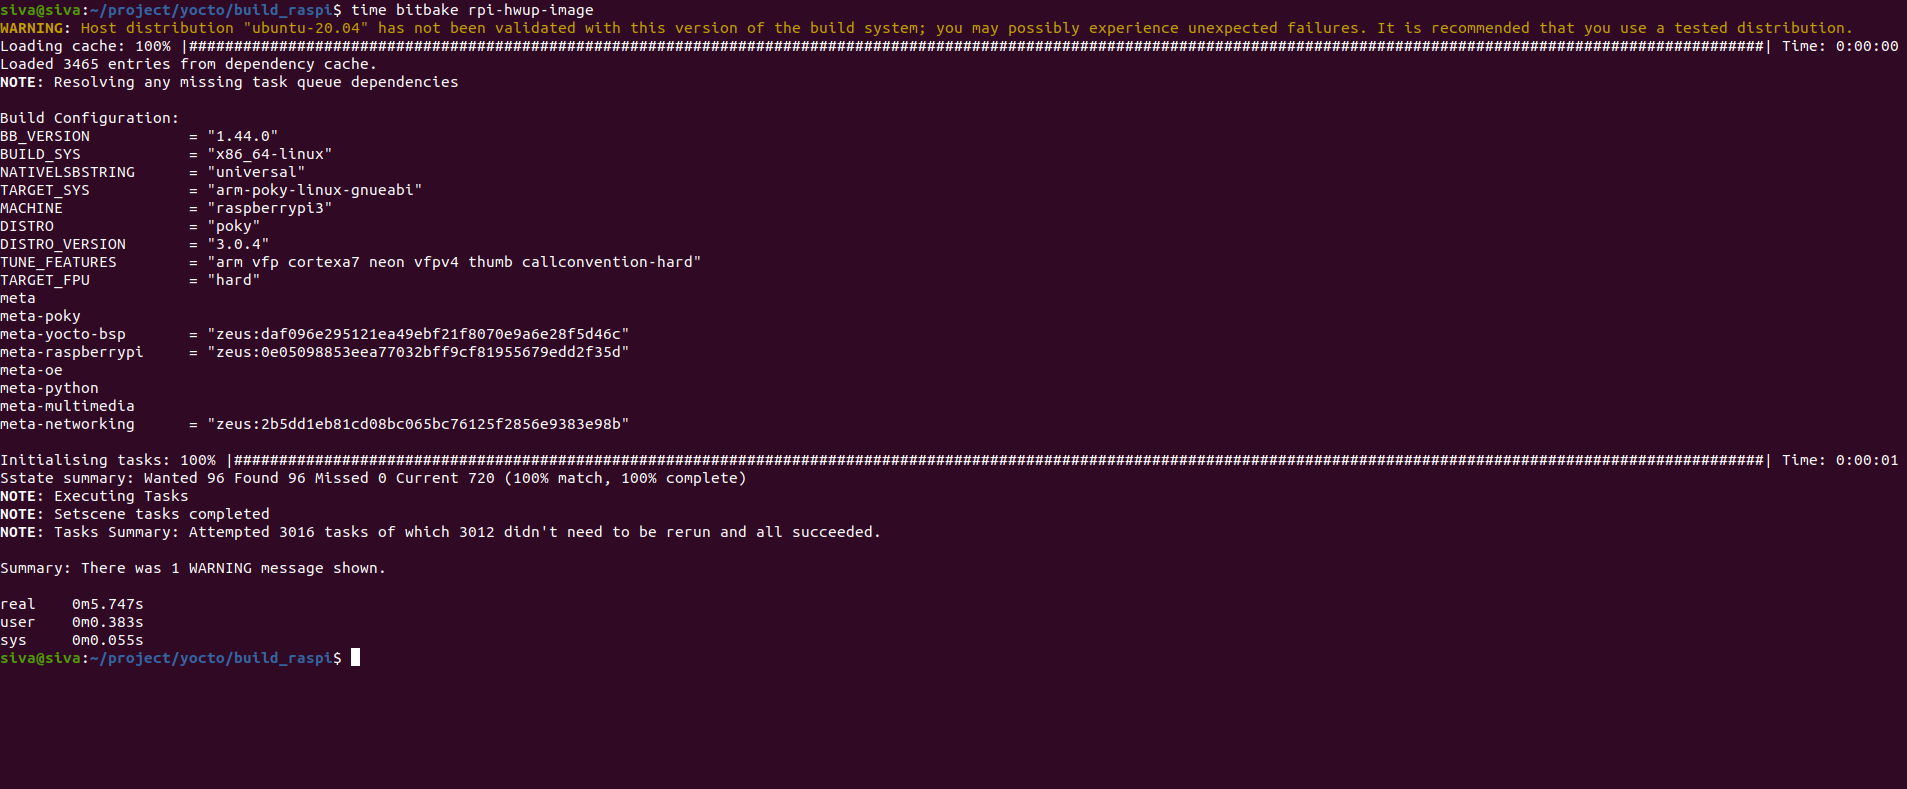 siva@siva:~/project/yocto/build_raspi$ time bitbake rpi-hwup-image
WARNING: Host distribution "ubuntu-20.04" has not been validated with this version of the build system; you may possibly experience unexpected failures. It is recommended that you use a tested distribution.
Loading cache: 100% |###############################################################################################################################################################################| Time: 0:00:00
Loaded 3465 entries from dependency cache.
NOTE: Resolving any missing task queue dependencies
Build Configuration:
BB_VERSION           = "1.44.0"
BUILD_SYS            = "x86_64-linux"
NATIVELSBSTRING      = "universal"
TARGET_SYS           = "arm-poky-linux-gnueabi"
MACHINE              = "raspberrypi3"
DISTRO               = "poky"
DISTRO_VERSION       = "3.0.4"
TUNE_FEATURES        = "arm vfp cortexa7 neon vfpv4 thumb callconvention-hard"
TARGET_FPU           = "hard"
meta
meta-poky
meta-yocto-bsp       = "zeus:daf096e295121ea49ebf21f8070e9a6e28f5d46c"
meta-raspberrypi     = "zeus:0e05098853eea77032bff9cf81955679edd2f35d"
meta-oe
meta-python
meta-multimedia
meta-networking      = "zeus:2b5dd1eb81cd08bc065bc76125f2856e9383e98b"
Initialising tasks: 100% |##########################################################################################################################################################################| Time: 0:00:01
Sstate summary: Wanted 96 Found 96 Missed 0 Current 720 (100% match, 100% complete)
NOTE: Executing Tasks
NOTE: Setscene tasks completed
NOTE: Tasks Summary: Attempted 3016 tasks of which 3012 didn't need to be rerun and all succeeded.
Summary: There was 1 WARNING message shown.
real    0m5.747s
user    0m0.383s
sys     0m0.055s
siva@siva:~/project/yocto/build_raspi$